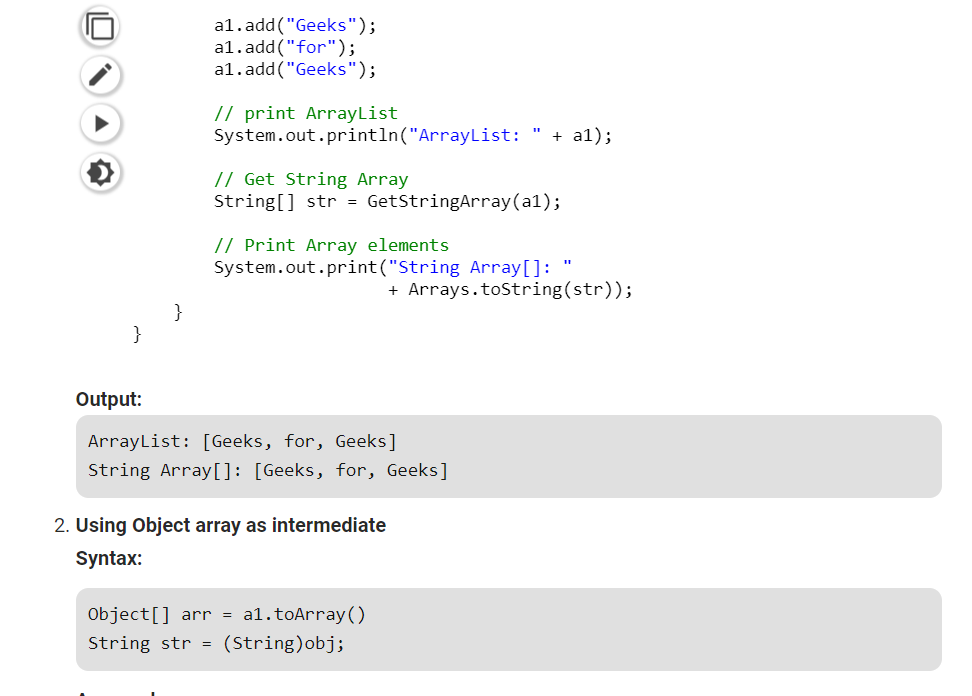 a1.add("Geeks");
a1.add("for");
a1.add("Geeks");
// print ArrayList
System.out.println("ArrayList: " + a1);
// Get String Array
String[] str = GetStringArray(a1);
// Print Array elements
System.out.print("String Array[]: "
+ Arrays.toString(str));
}
}
Output:
ArrayList: [Geeks, for, Geeks]
String Array[]: [Geeks, for, Geeks]
2. Using Object array as intermediate
Syntax:
Object[] arr = a1.toArray()
String str = (String)obj;